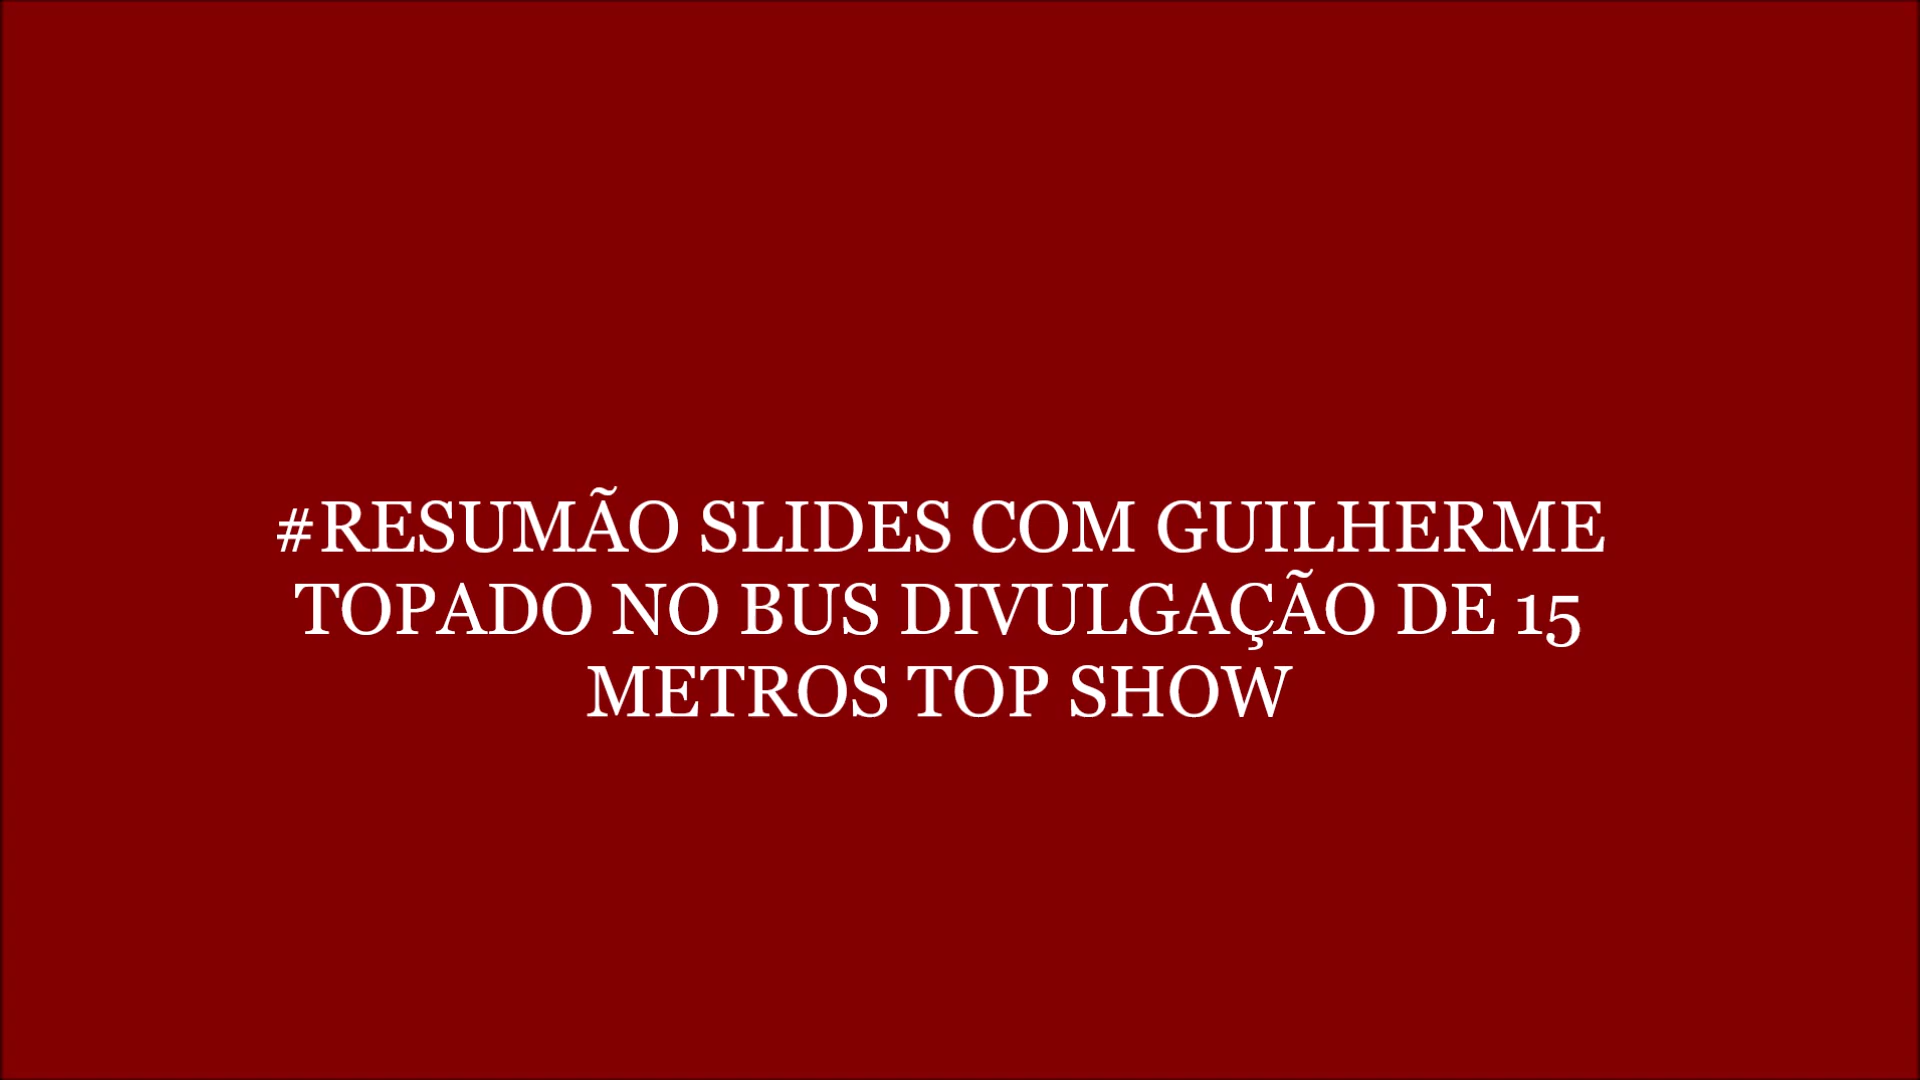 #RESUMÃO SLIDES COM GUILHERME
TOPADO NO BUS DIVULGAÇÃO DE 15
METROS TOP SHOW